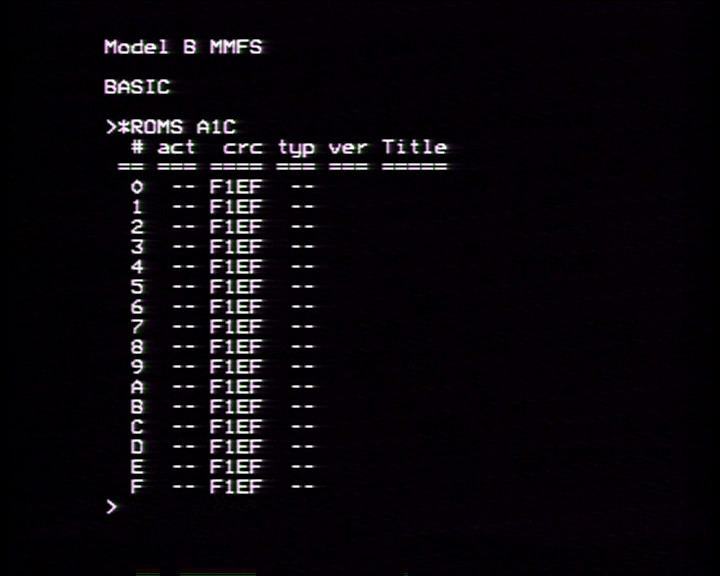 Model B MMFS
BASIC
>*ROMS A1C
# act crc typ ver Title
== === ==== === === =====
0 -- F1EF --
1 -- F1EF --
2 -- F1EF --
3 -- F1EF --
4 -- F1EF --
5 -- F1EF --
6 -- F1EF --
7 -- F1EF --
8 -- F1EF --
9 -- F1EF --
A -- F1EF --
B -- F1EF --
C -- F1EF --
D -- F1EF --
E -- F1EF --
F -- F1EF --
>